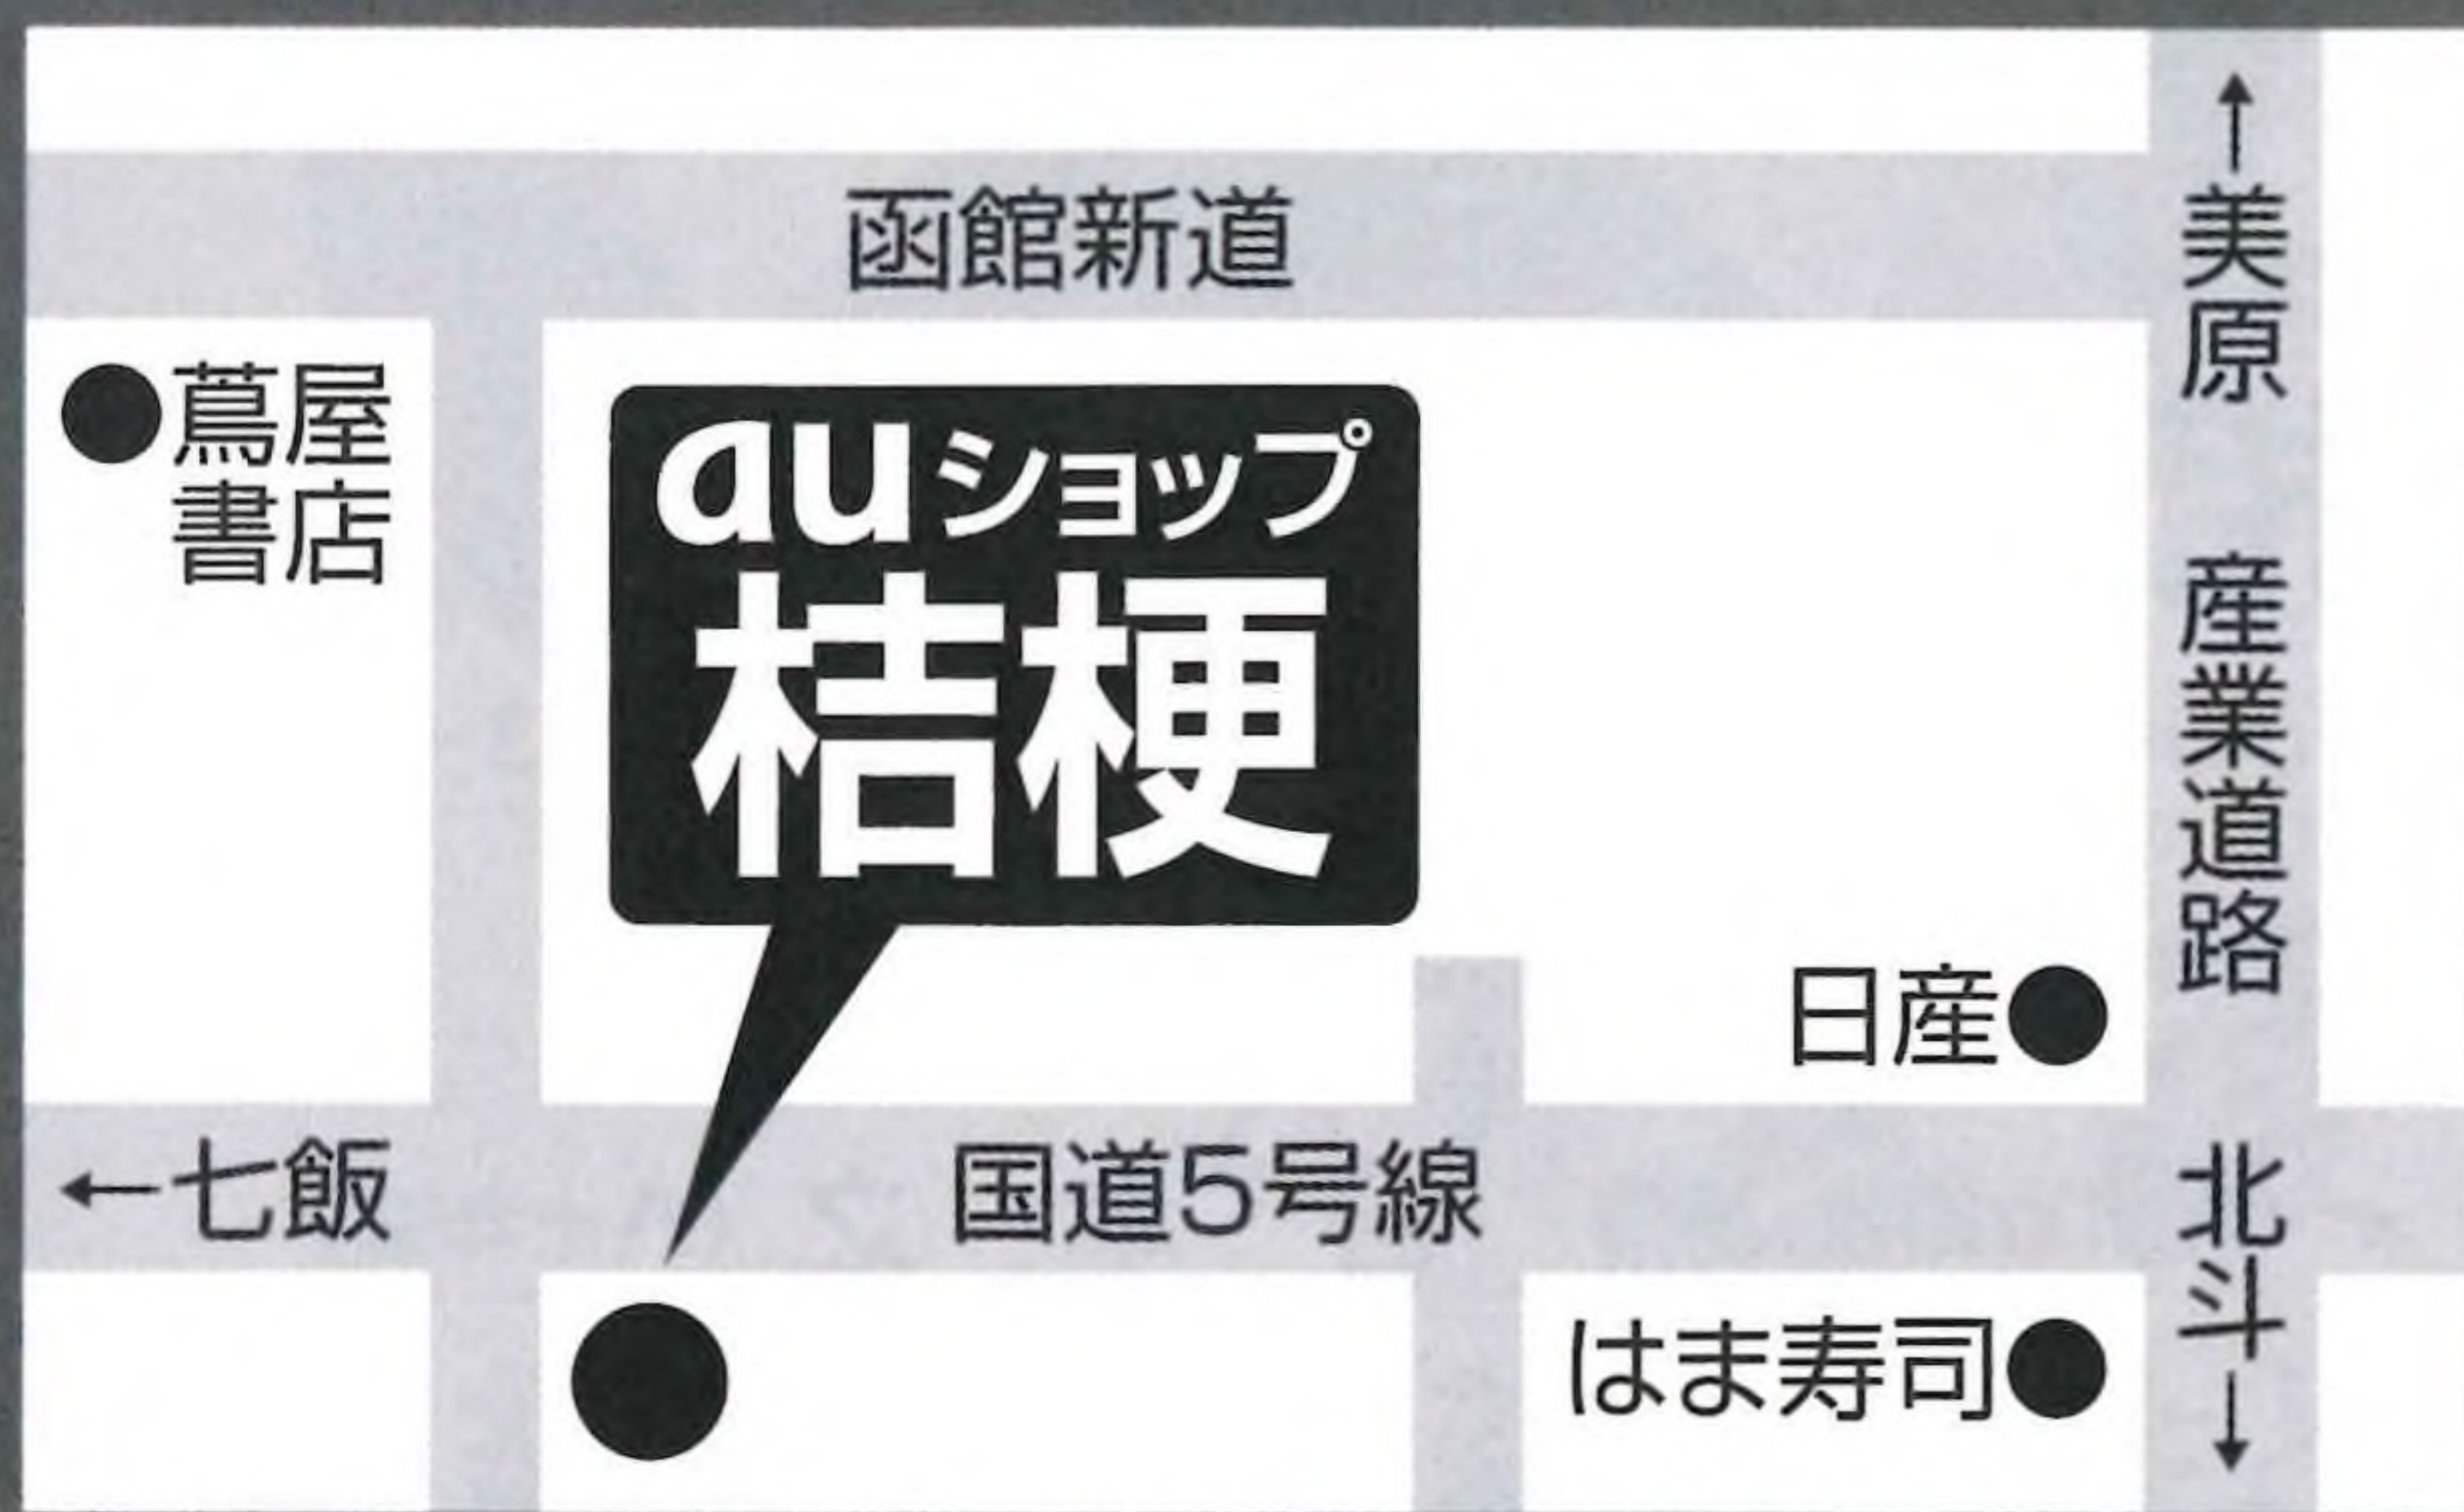 函館新道
↑美原 産業道路 北斗↓
蔦屋
書店
auショップ
桔梗
日産
←七飯
国道5号線
はま寿司